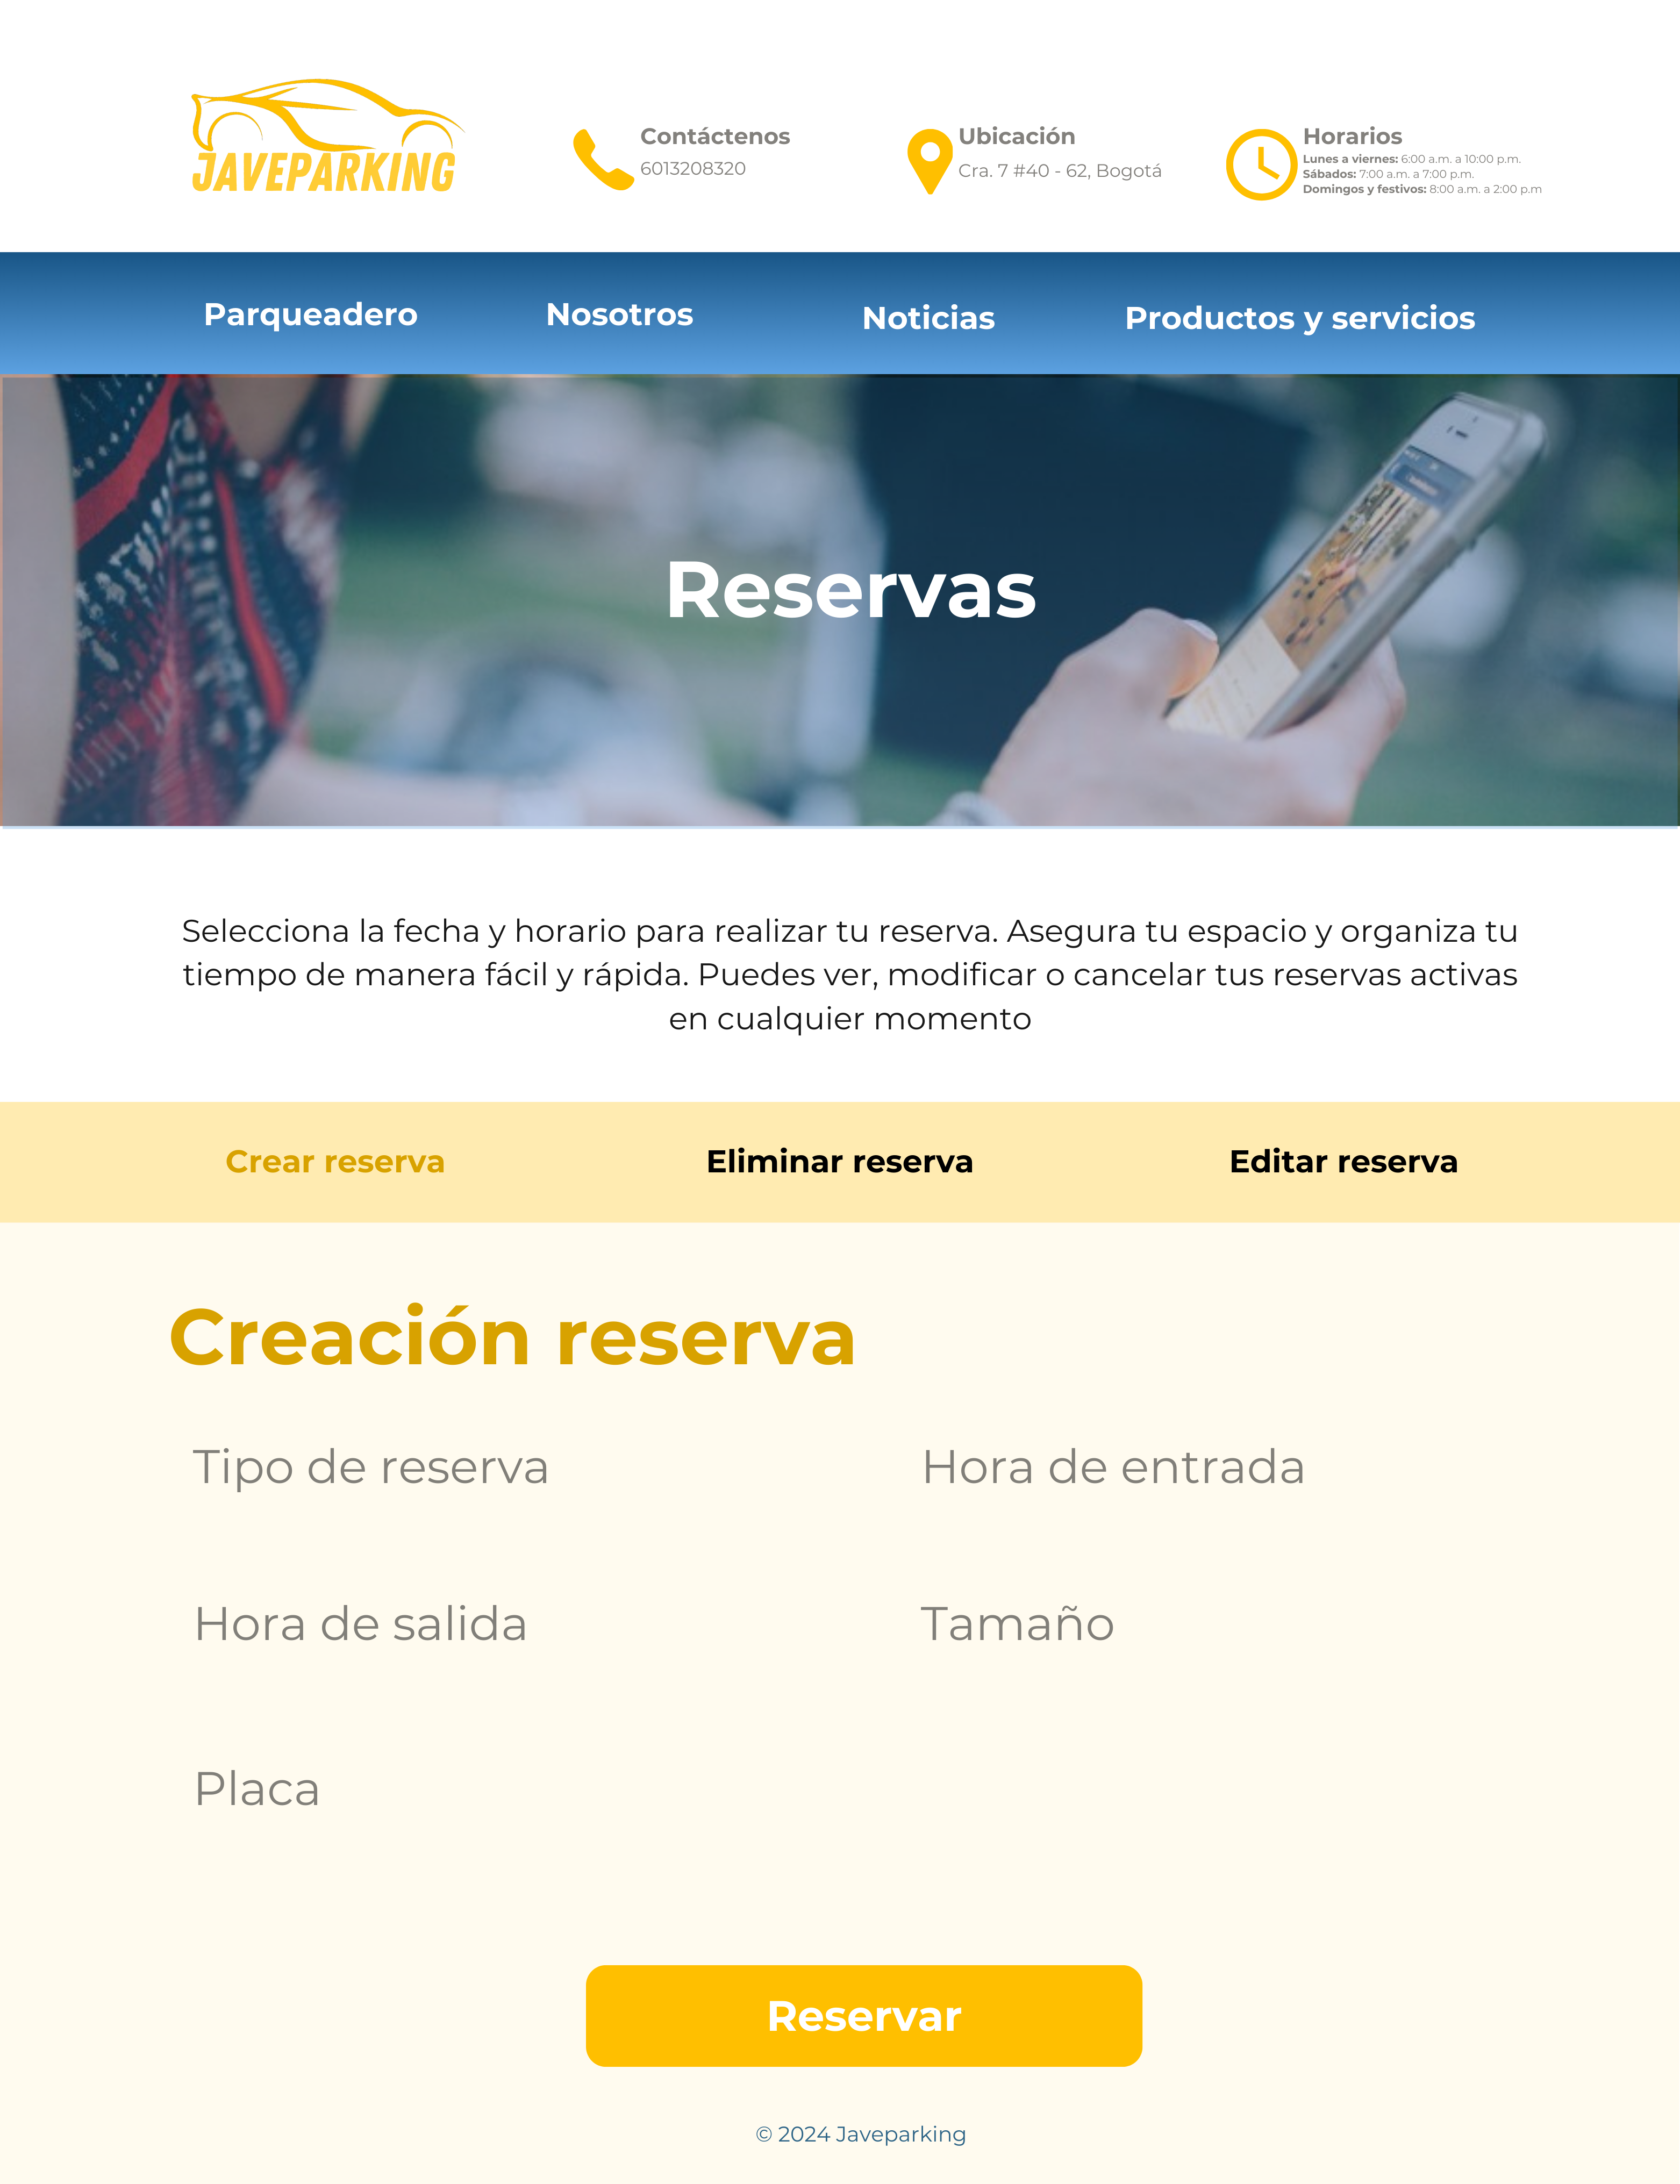 JAVEPARKING
Contáctenos
6013208320
Ubicación
Cra. 7 #40 - 62, Bogotá
Horarios
Lunes a viernes: 6:00 a.m. a 10:00 p.m.
Sábados: 7:00 a.m. a 7:00 p.m.
Domingos y festivos: 8:00 a.m. a 2:00 p.m
Parqueadero
Nosotros
Noticias
Productos y servicios
Reservas
Selecciona la fecha y horario para realizar tu reserva. Asegura tu espacio y organiza tu
tiempo de manera fácil y rápida. Puedes ver, modificar o cancelar tus reservas activas
en cualquier momento
Crear reserva
Eliminar reserva
Editar reserva
Creación reserva
Tipo de reserva
Hora de entrada
Hora de salida
Tamaño
Placa
Reservar
© 2024 Javeparking